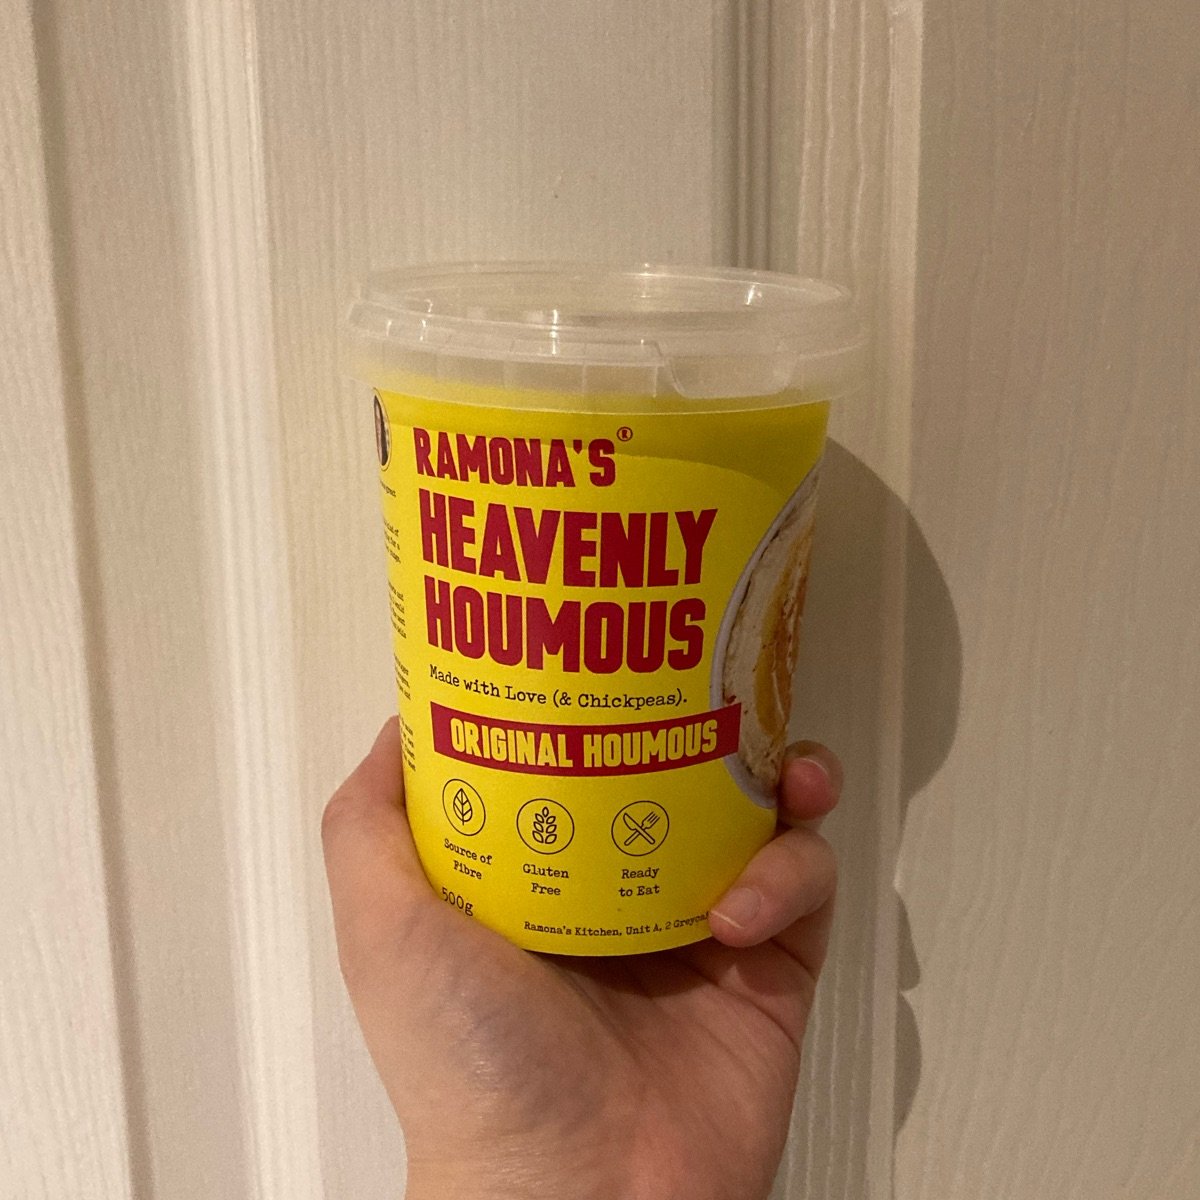 RAMONA'S®
HEAVENLY
HOUMOUS
Made with Love (& Chickpeas).
ORIGINAL HOUMOUS
Source of
Fibre
Gluten
Free
Ready
to Eat
500g
Ramona's Kitchen, Unit A, 2